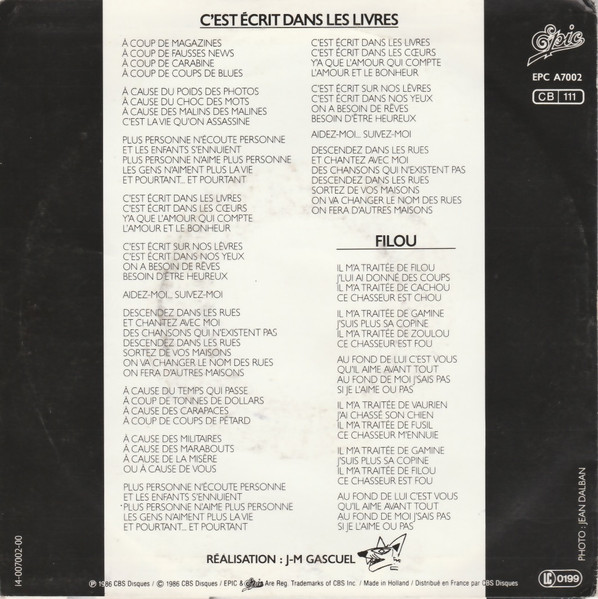 C'EST ÉCRIT DANS LES LIVRES
À COUP DE MAGAZINES
À COUP DE FAUSSES NEWS
À COUP DE CARABINE
À COUP DE COUPS DE BLUES
À CAUSE DU POIDS DES PHOTOS
À CAUSE DU CHOC DES MOTS
À CAUSE DES MALINS DES MALINES
C'EST LA VIE QU'ON ASSASSINE
PLUS PERSONNE N'ÉCOUTE PERSONNE
ET LES ENFANTS S'ENNUIENT
PLUS PERSONNE N'AIME PLUS PERSONNE
LES GENS N'AIMENT PLUS LA VIE
ET POURTANT... ET POURTANT
C'EST ÉCRIT DANS LES LIVRES
C'EST ÉCRIT DANS LES CŒURS
Y'A QUE L'AMOUR QUI COMPTE
L'AMOUR ET LE BONHEUR
C'EST ÉCRIT SUR NOS LÈVRES
C'EST ÉCRIT DANS NOS YEUX
ON A BESOIN DE RÊVES
BESOIN D'ÊTRE HEUREUX
AIDEZ-MOI... SUIVEZ-MOI
DESCENDEZ DANS LES RUES
ET CHANTEZ AVEC MOI
DES CHANSONS QUI N'EXISTENT PAS
DESCENDEZ DANS LES RUES
SORTEZ DE VOS MAISONS
ON VA CHANGER LE NOM DES RUES
ON FERA D'AUTRES MAISONS
À CAUSE DU TEMPS QUI PASSE
À COUP DE TONNES DE DOLLARS
À CAUSE DES CARAPACES
À COUP DE COUPS DE PÉTARD
À CAUSE DES MILITAIRES
À CAUSE DES MARABOUTS
À CAUSE DE LA MISÈRE
OU À CAUSE DE VOUS
PLUS PERSONNE N'ÉCOUTE PERSONNE
ET LES ENFANTS S'ENNUIENT
PLUS PERSONNE N'AIME PLUS PERSONNE
LES GENS N'AIMENT PLUS LA VIE
ET POURTANT... ET POURTANT
C'EST ÉCRIT DANS LES LIVRES
C'EST ÉCRIT DANS LES CŒURS
Y'A QUE L'AMOUR QUI COMPTE
L'AMOUR ET LE BONHEUR
C'EST ÉCRIT SUR NOS LÈVRES
C'EST ÉCRIT DANS NOS YEUX
ON A BESOIN DE RÊVES
BESOIN D'ÊTRE HEUREUX
AIDEZ-MOI... SUIVEZ-MOI
DESCENDEZ DANS LES RUES
ET CHANTEZ AVEC MOI
DES CHANSONS QUI N'EXISTENT PAS
DESCENDEZ DANS LES RUES
SORTEZ DE VOS MAISONS
ON VA CHANGER LE NOM DES RUES
ON FERA D'AUTRES MAISONS
FILOU
IL M'A TRAITÉE DE FILOU
J'LUI AI DONNÉ DES COUPS
IL M'A TRAITÉE DE CACHOU
CE CHASSEUR EST CHOU
IL M'A TRAITÉE DE GAMINE
J'SUIS PLUS SA COPINE
IL M'A TRAITÉE DE ZOULOU
CE CHASSEUR EST FOU
AU FOND DE LUI C'EST VOUS
QU'IL AIME AVANT TOUT
AU FOND DE MOI J'SAIS PAS
SI JE L'AIME OU PAS
IL M'A TRAITÉE DE VAURIEN
J'AI CHASSÉ SON CHIEN
IL M'A TRAITÉE DE FUSIL
CE CHASSEUR M'ENNUIE
IL M'A TRAITÉE DE GAMINE
J'SUIS PLUS SA COPINE
IL M'A TRAITÉE DE FILOU
CE CHASSEUR EST FOU
AU FOND DE LUI C'EST VOUS
QU'IL AIME AVANT TOUT
AU FOND DE MOI J'SAIS PAS
SI JE L'AIME OU PAS
RÉALISATION : J-M GASCUEL
℗ 1986 CBS Disques / © 1986 CBS Disques / EPIC & Epic Are Reg. Trademarks of CBS Inc. / Made in Holland / Distribué en France par CBS Disques
Epic
EPC A7002
CB 111
PHOTO : JEAN DALBAN
LC 0199
14-007002-00